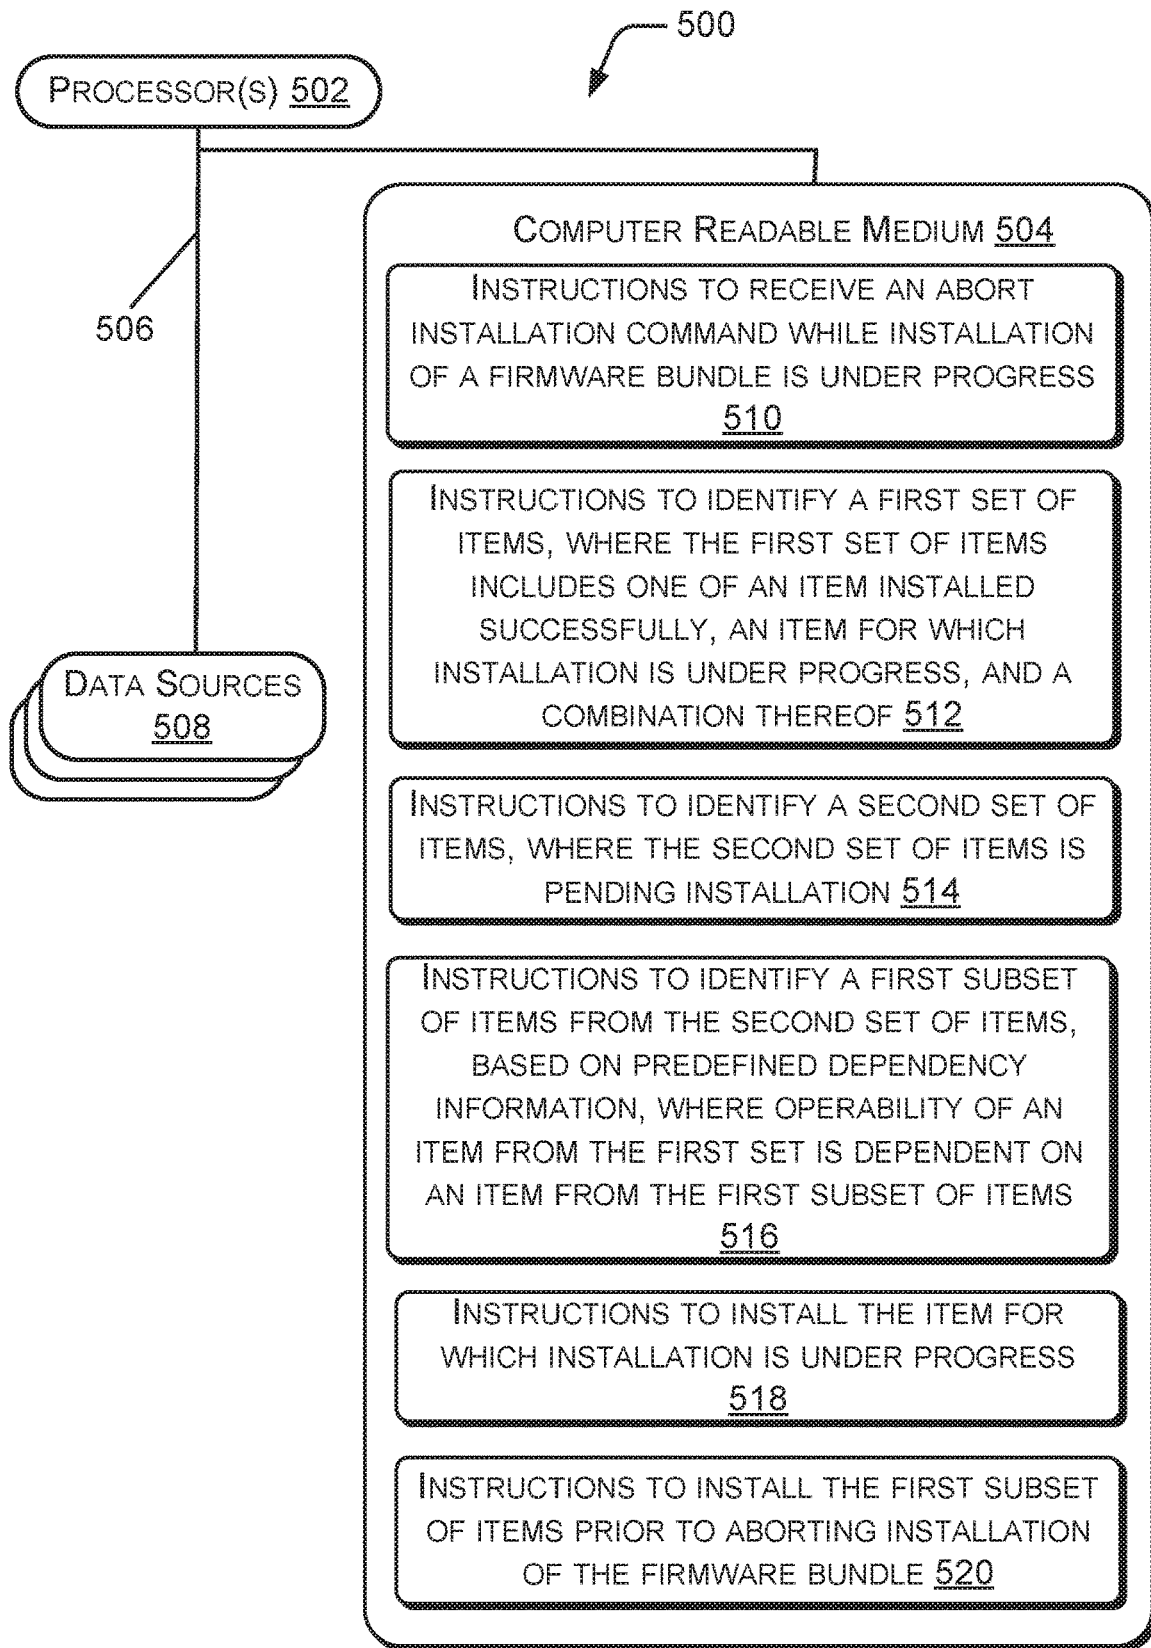 500
PROCESSOR(S) 502
COMPUTER READABLE MEDIUM 504
506
INSTRUCTIONS TO RECEIVE AN ABORT
INSTALLATION COMMAND WHILE INSTALLATION
OF A FIRMWARE BUNDLE IS UNDER PROGRESS
510
INSTRUCTIONS TO IDENTIFY A FIRST SET OF
ITEMS, WHERE THE FIRST SET OF ITEMS
INCLUDES ONE OF AN ITEM INSTALLED
SUCCESSFULLY, AN ITEM FOR WHICH
INSTALLATION IS UNDER PROGRESS, AND A
COMBINATION THEREOF 512
DATA SOURCES
508
INSTRUCTIONS TO IDENTIFY A SECOND SET OF
ITEMS, WHERE THE SECOND SET OF ITEMS IS
PENDING INSTALLATION 514
INSTRUCTIONS TO IDENTIFY A FIRST SUBSET
OF ITEMS FROM THE SECOND SET OF ITEMS,
BASED ON PREDEFINED DEPENDENCY
INFORMATION, WHERE OPERABILITY OF AN
ITEM FROM THE FIRST SET IS DEPENDENT ON
AN ITEM FROM THE FIRST SUBSET OF ITEMS
516
INSTRUCTIONS TO INSTALL THE ITEM FOR
WHICH INSTALLATION IS UNDER PROGRESS
518
INSTRUCTIONS TO INSTALL THE FIRST SUBSET
OF ITEMS PRIOR TO ABORTING INSTALLATION
OF THE FIRMWARE BUNDLE 520